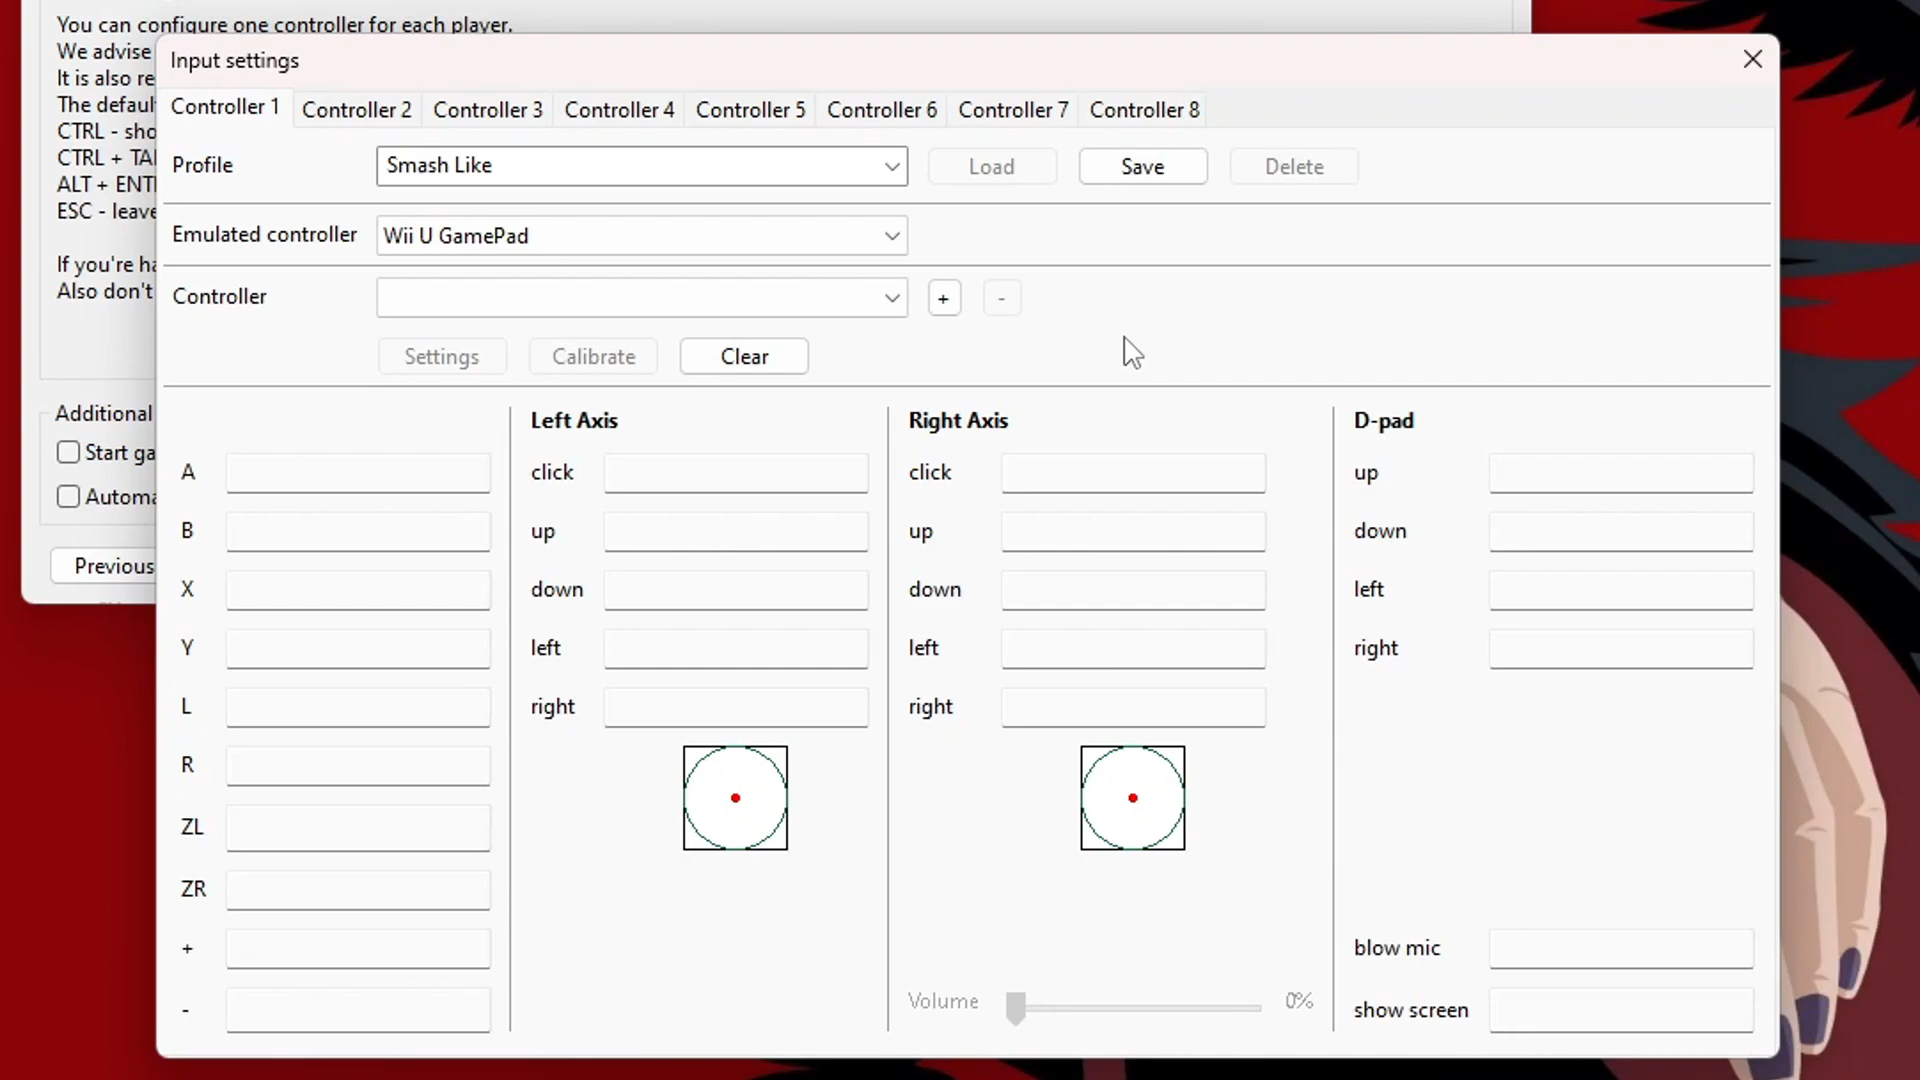 You can configure one controller for each player.
We advise
It is also re
The defaul
CTRL - sho
CTRL + TA
ALT + ENT
ESC - leave
If you're ha
Also don't
Additional
Start ga
Automa
Previous
Input settings
Controller 1 Controller 2 Controller 3 Controller 4 Controller 5 Controller 6 Controller 7 Controller 8
Profile Smash Like Load Save Delete
Emulated controller Wii U GamePad
Controller + -
Settings Calibrate Clear
Left Axis Right Axis D-pad
A click click up
B up up down
X down down left
Y left left right
L right right
R
ZL
ZR
+ blow mic
- Volume 0% show screen